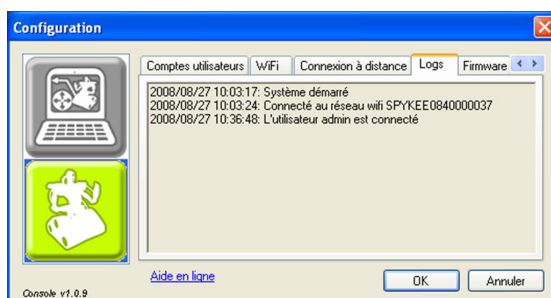 Configuration
Comptes utilisateurs WiFi Connexion à distance Logs Firmware
2008/08/27 10:03:17: Système démarré
2008/08/27 10:03:24: Connecté au réseau wifi SPYKEE0840000037
2008/08/27 10:36:48: L'utilisateur admin est connecté
Aide en ligne
OK Annuler
Console v1.0.9